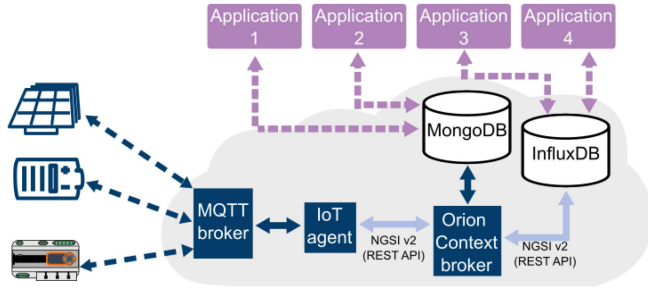 Application
1
Application
2
Application
3
Application
4
MongoDB
InfluxDB
MQTT
broker
IoT
agent
NGSI v2
(REST API)
Orion
Context
broker
NGSI v2
(REST API)